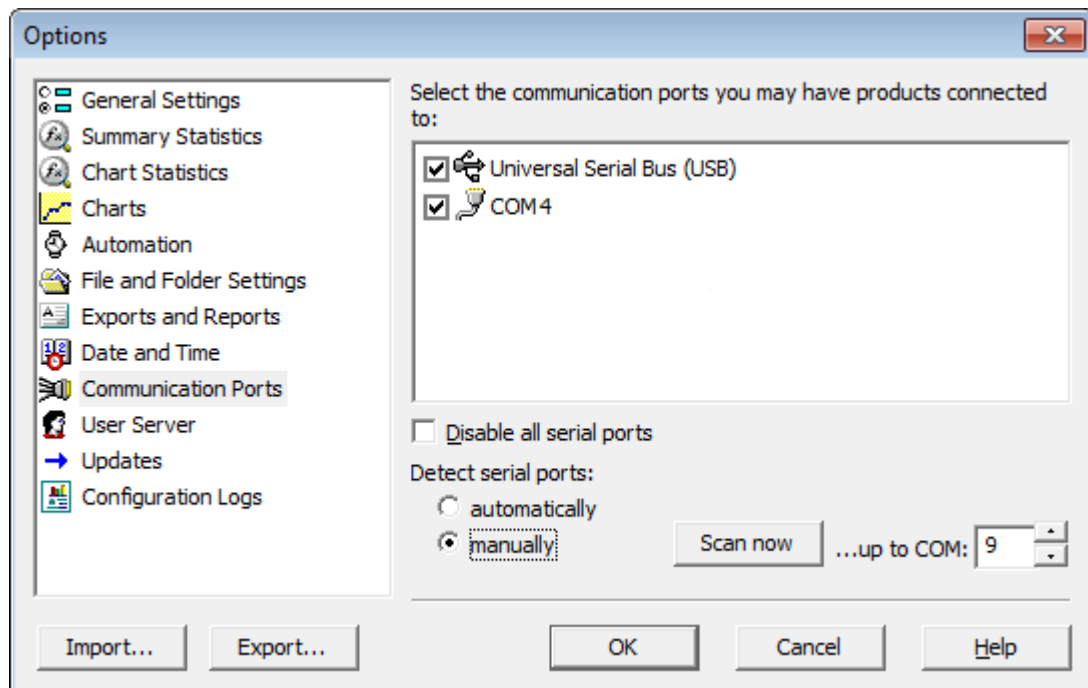 Options
General Settings
Summary Statistics
Chart Statistics
Charts
Automation
File and Folder Settings
Exports and Reports
Date and Time
Communication Ports
User Server
Updates
Configuration Logs
Select the communication ports you may have products connected
to:
Universal Serial Bus (USB)
COM4
Disable all serial ports
Detect serial ports:
automatically
manually
Scan now ...up to COM: 9
Import... Export... OK Cancel Help